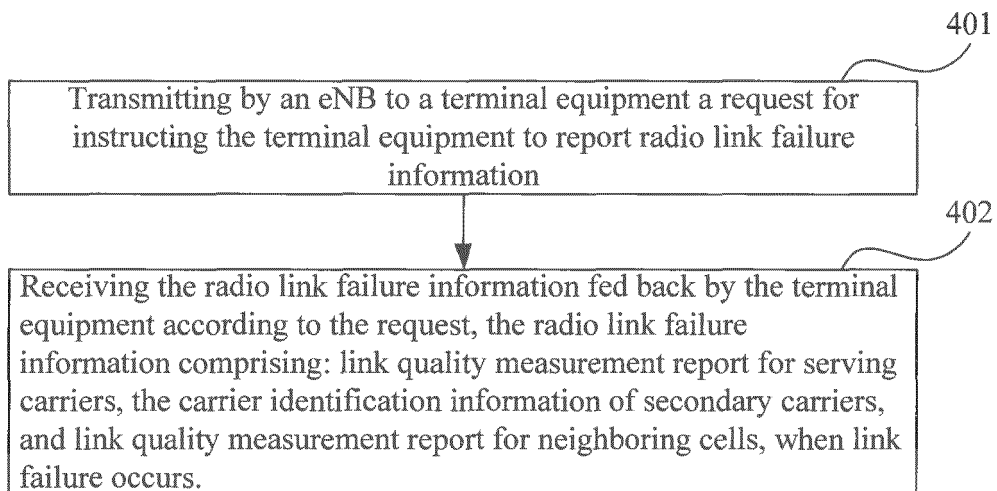 401
Transmitting by an eNB to a terminal equipment a request for
instructing the terminal equipment to report radio link failure
information
402
Receiving the radio link failure information fed back by the terminal
equipment according to the request, the radio link failure
information comprising: link quality measurement report for serving
carriers, the carrier identification information of secondary carriers,
and link quality measurement report for neighboring cells, when link
failure occurs.